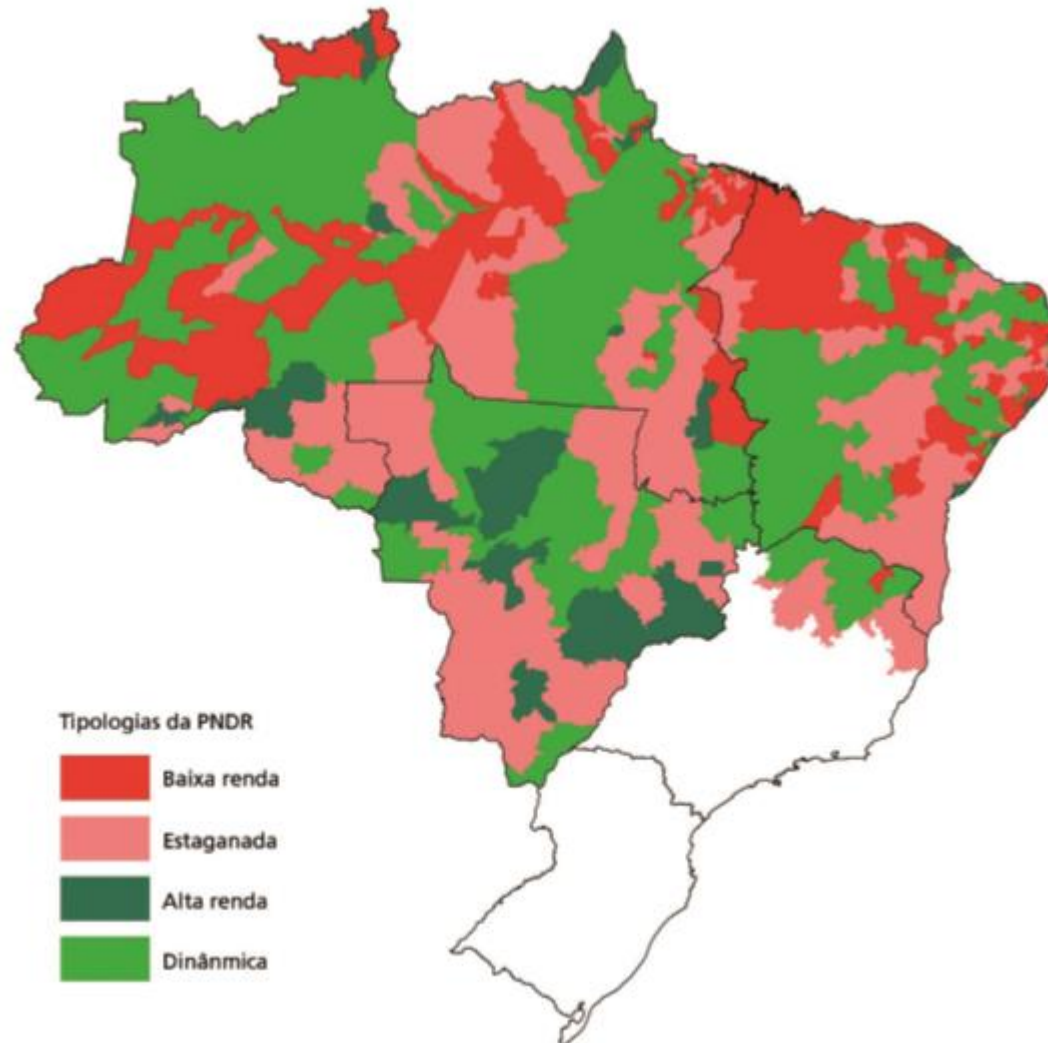 Tipologias da PNDR
Baixa renda
Estaganada
Alta renda
Dinânmica